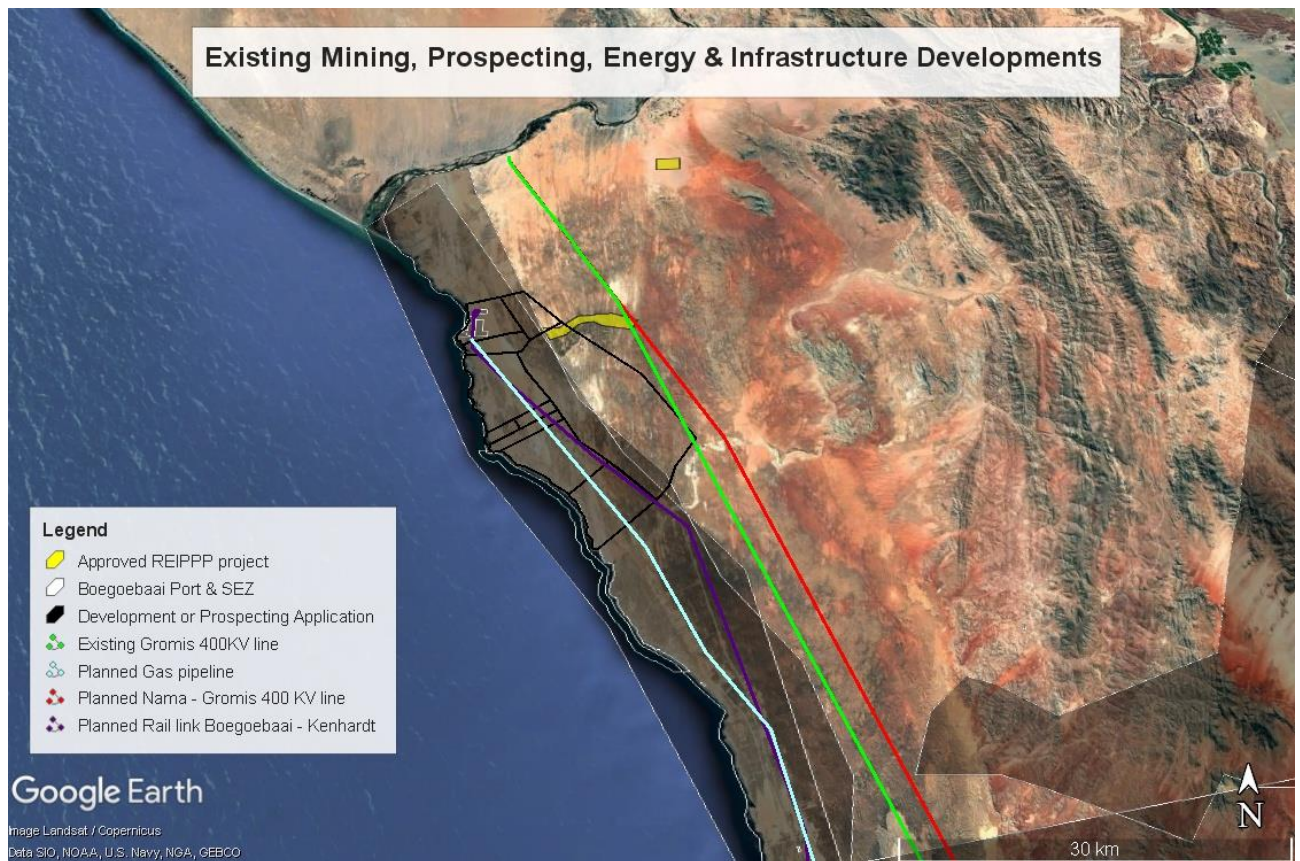 Existing Mining, Prospecting, Energy & Infrastructure Developments
Legend
Approved REIPPP project
Boegoebaai Port & SEZ
Development or Prospecting Application
Existing Gromis 400KV line
Planned Gas pipeline
Planned Nama - Gromis 400 KV line
Planned Rail link Boegoebaai - Kenhardt
Google Earth
Image Landsat / Copernicus
Data SIO, NOAA, U.S. Navy, NGA, GEBCO
N
30 km